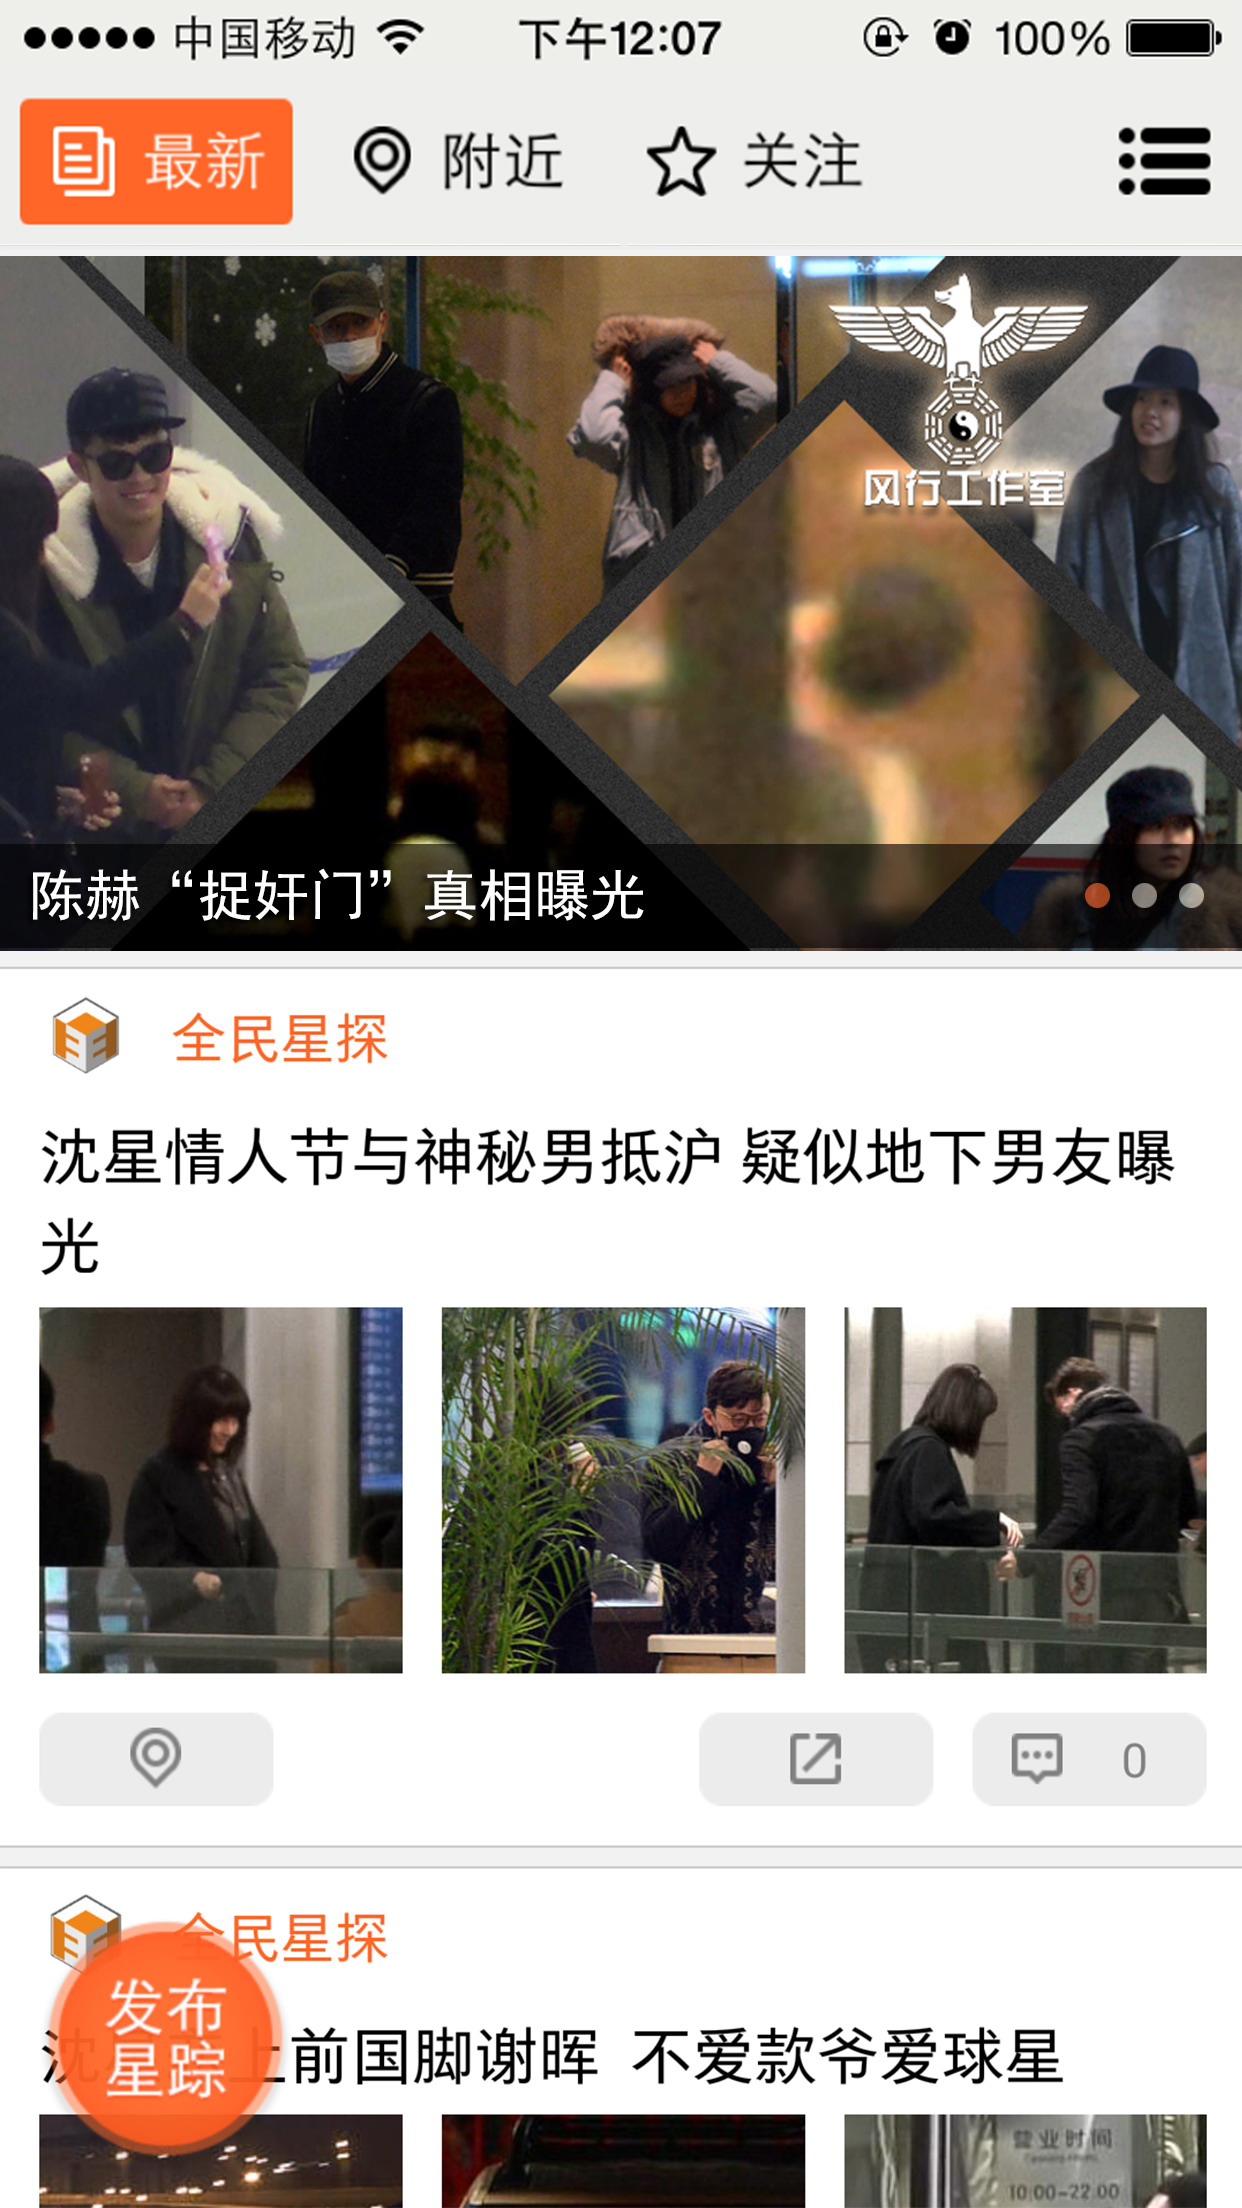 中国移动 下午12:07 100%
最新 附近 关注
风行工作室
陈赫“捉奸门”真相曝光
全民星探
沈星情人节与神秘男抵沪 疑似地下男友曝
光
0
全民星探
沈星 上前国脚谢晖 不爱款爷爱球星
发布
星踪
营业时间
10:00-22:00